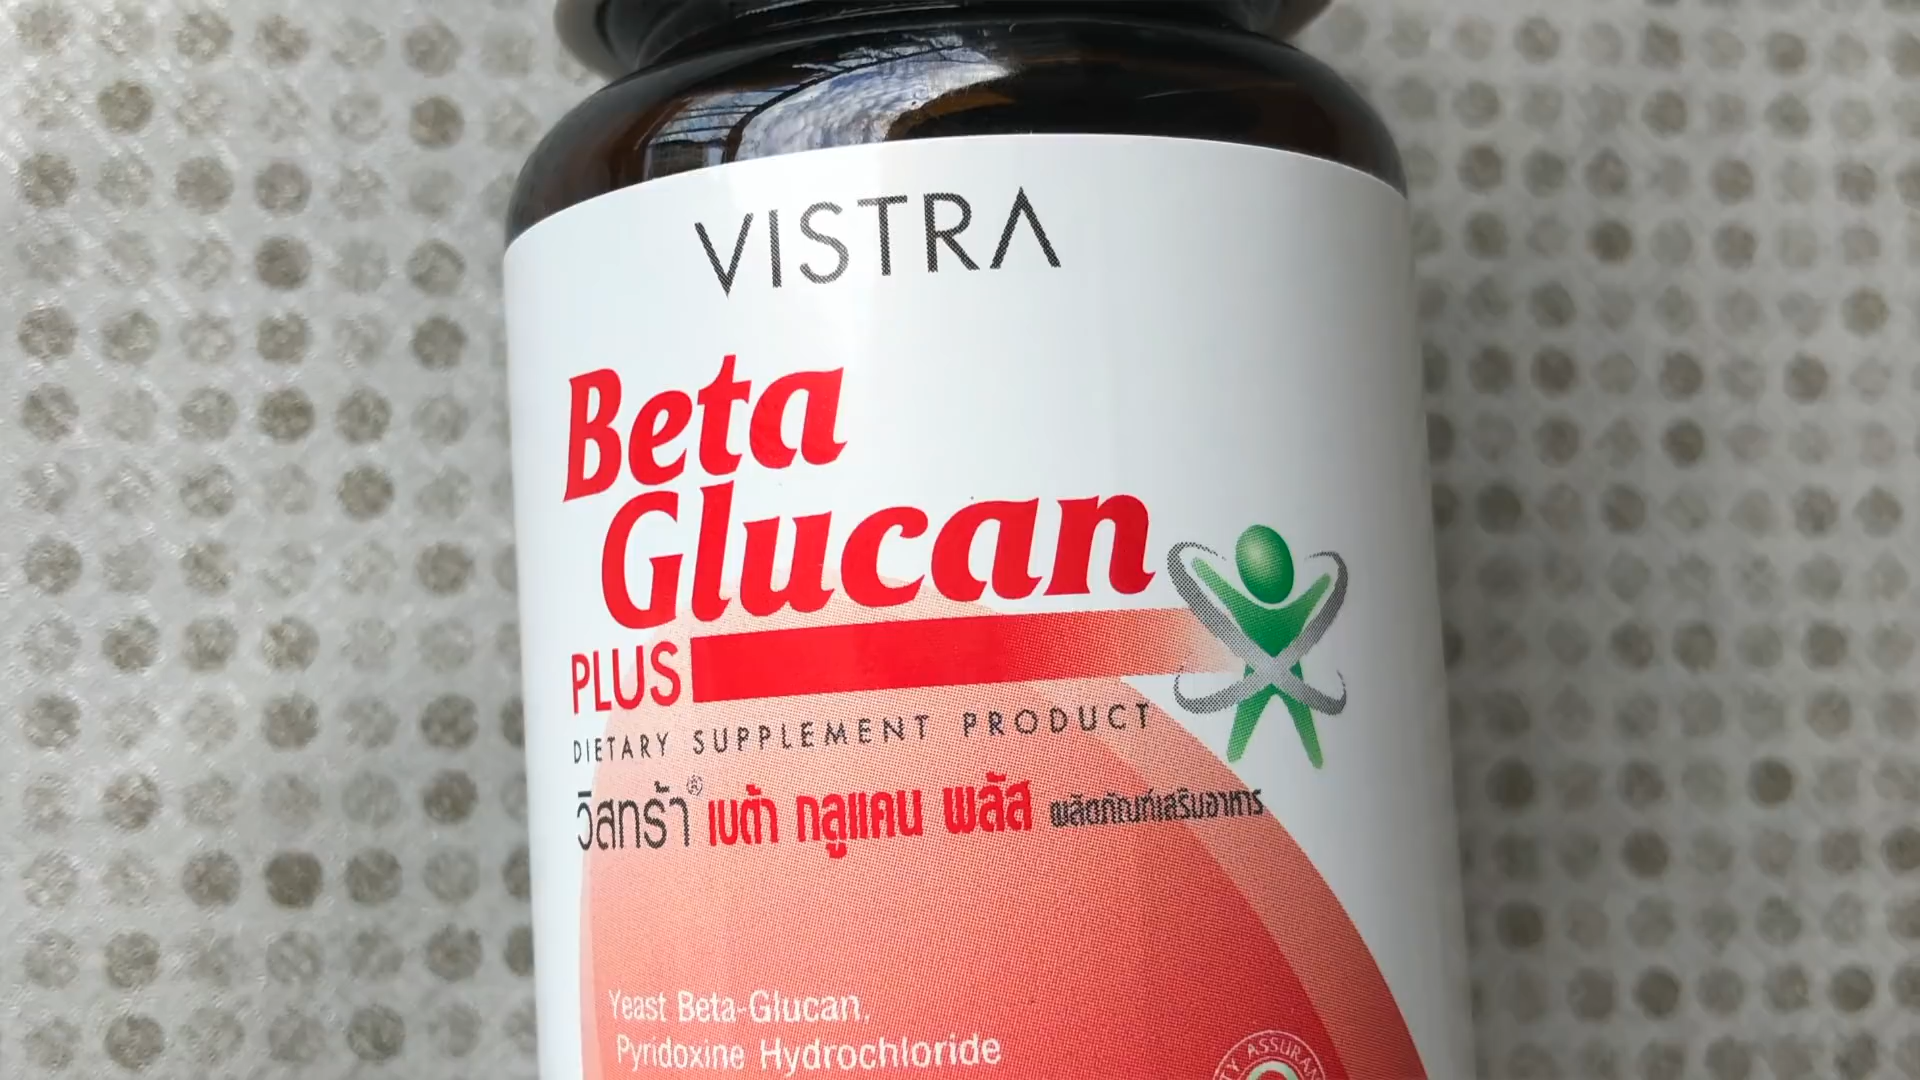 VISTRA
Beta
Glucan
PLUS
DIETARY SUPPLEMENT PRODUCT
วิสทร้า® เบต้า กลูแคน พลัส ผลิตภัณฑ์เสริมอาหาร
Yeast Beta-Glucan,
Pyridoxine Hydrochloride